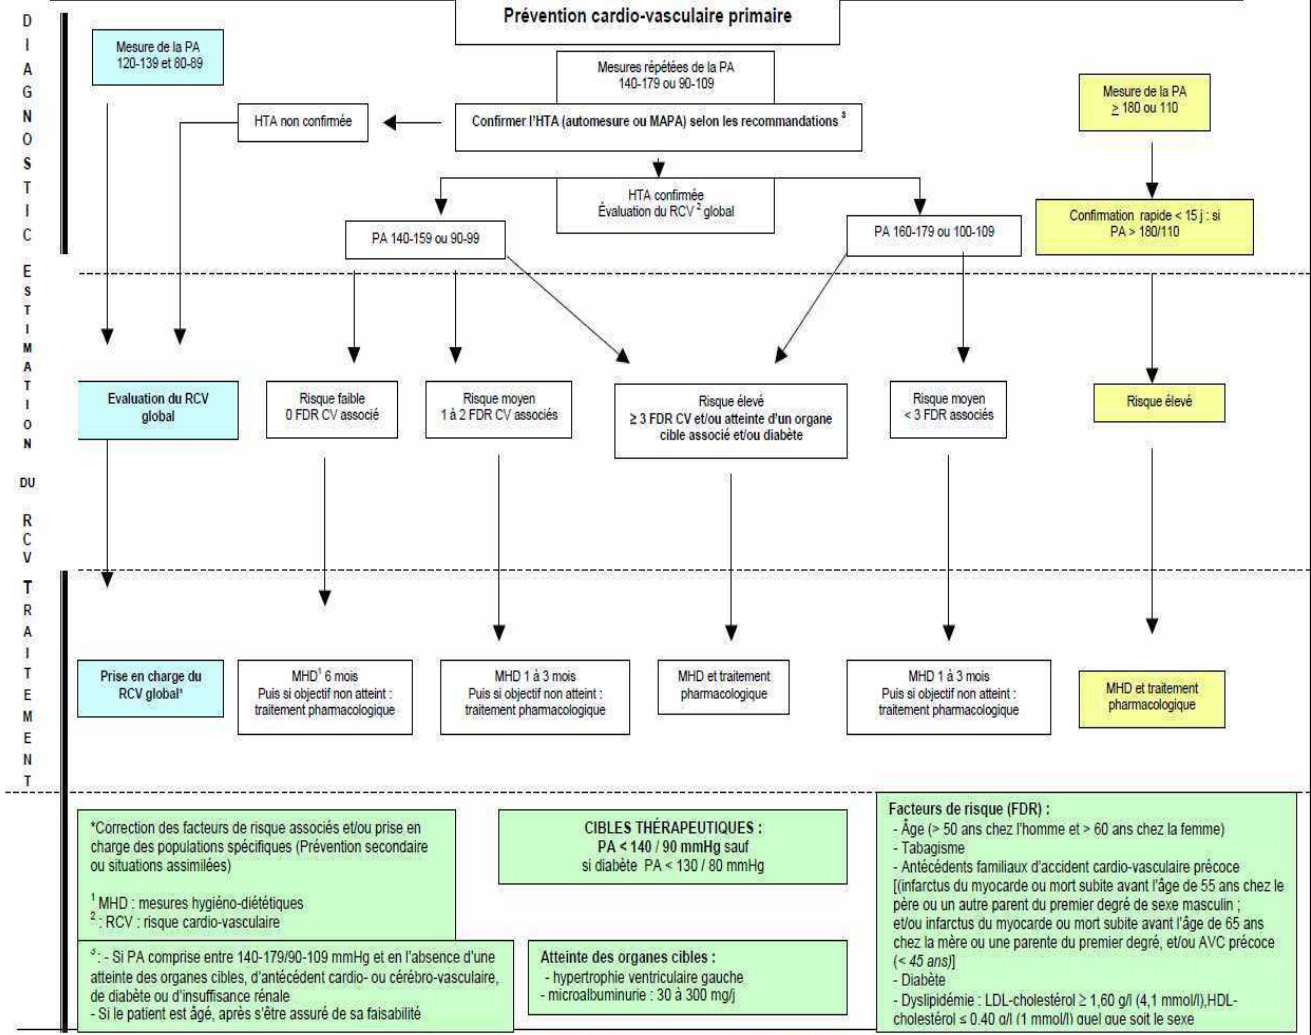 Prévention cardio-vasculaire primaire
DIAGNOSTIC
Mesure de la PA
120-139 et 80-89
Mesures répétées de la PA
140-179 ou 90-109
Mesure de la PA
≥ 180 ou 110
HTA non confirmée
Confirmer l'HTA (automesure ou MAPA) selon les recommandations ³
HTA confirmée
Évaluation du RCV ² global
PA 140-159 ou 90-99
PA 160-179 ou 100-109
Confirmation rapide < 15 j : si
PA > 180/110
ESTIMATION DU RCV
Evaluation du RCV
global
Risque faible
0 FDR CV associé
Risque moyen
1 à 2 FDR CV associés
Risque élevé
≥ 3 FDR CV et/ou atteinte d'un organe
cible associé et/ou diabète
Risque moyen
< 3 FDR associés
Risque élevé
TRAITEMENT
Prise en charge du
RCV global*
MHD¹ 6 mois
Puis si objectif non atteint :
traitement pharmacologique
MHD 1 à 3 mois
Puis si objectif non atteint :
traitement pharmacologique
MHD et traitement
pharmacologique
MHD 1 à 3 mois
Puis si objectif non atteint :
traitement pharmacologique
MHD et traitement
pharmacologique
*Correction des facteurs de risque associés et/ou prise en
charge des populations spécifiques (Prévention secondaire
ou situations assimilées)
¹ MHD : mesures hygiéno-diététiques
² : RCV : risque cardio-vasculaire
³ : - Si PA comprise entre 140-179/90-109 mmHg et en l'absence d'une
atteinte des organes cibles, d'antécédent cardio- ou cérébro-vasculaire,
de diabète ou d'insuffisance rénale
- Si le patient est âgé, après s'être assuré de sa faisabilité
CIBLES THÉRAPEUTIQUES :
PA < 140 / 90 mmHg sauf
si diabète PA < 130 / 80 mmHg
Atteinte des organes cibles :
- hypertrophie ventriculaire gauche
- microalbuminurie : 30 à 300 mg/j
Facteurs de risque (FDR) :
- Âge (> 50 ans chez l'homme et > 60 ans chez la femme)
- Tabagisme
- Antécédents familiaux d'accident cardio-vasculaire précoce
[(infarctus du myocarde ou mort subite avant l'âge de 55 ans chez le
père ou un autre parent du premier degré de sexe masculin ;
et/ou infarctus du myocarde ou mort subite avant l'âge de 65 ans
chez la mère ou une parente du premier degré, et/ou AVC précoce
(< 45 ans)]
- Diabète
- Dyslipidémie : LDL-cholestérol ≥ 1,60 g/l (4,1 mmol/l),HDL-
cholestérol ≤ 0,40 g/l (1 mmol/l) quel que soit le sexe